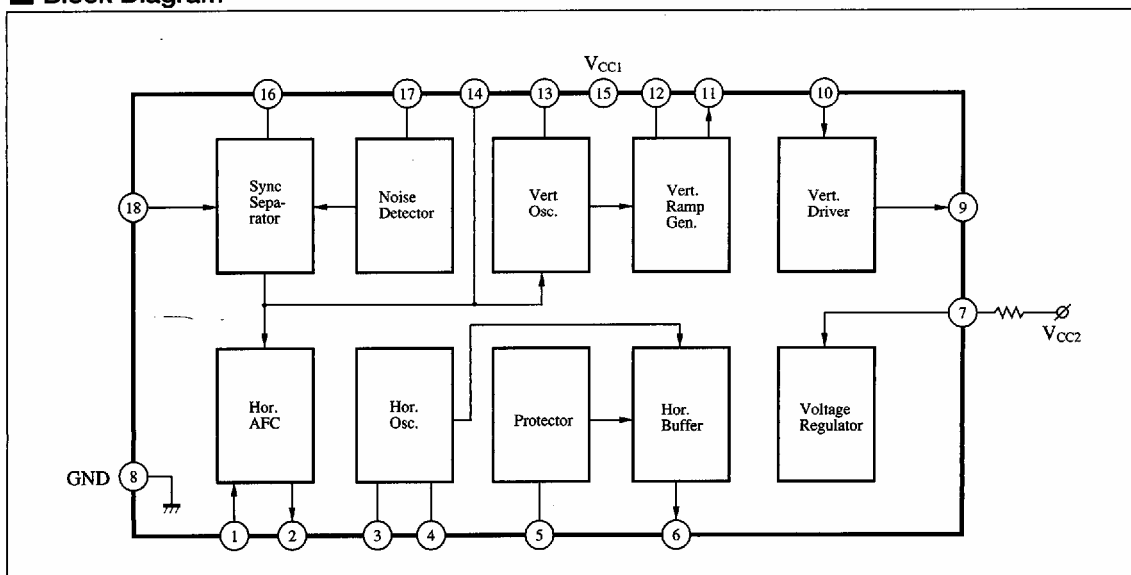 ■ Block Diagram
VCC1
16
17
14
13
15
12
11
10
Sync
Sepa-
rator
Noise
Detector
Vert
Osc.
Vert.
Ramp
Gen.
Vert.
Driver
18
9
7
VCC2
Hor.
AFC
Hor.
Osc.
Protector
Hor.
Buffer
Voltage
Regulator
GND
8
1
2
3
4
5
6